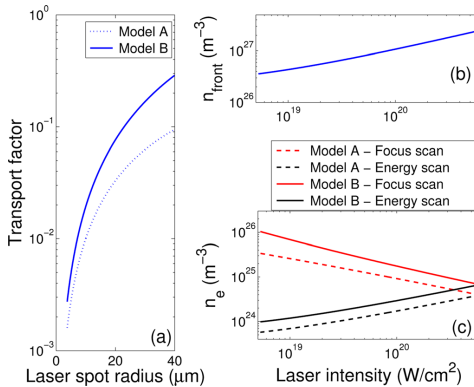 Transport factor
10^0
10^-1
10^-2
10^-3
Model A
Model B
(a)
0 20 40
Laser spot radius (μm)
n_front (m^-3)
10^27
10^26
(b)
10^19 10^20
Model A – Focus scan
Model A – Energy scan
Model B – Focus scan
Model B – Energy scan
n_e (m^-3)
10^26
10^25
10^24
(c)
10^19 10^20
Laser intensity (W/cm^2)